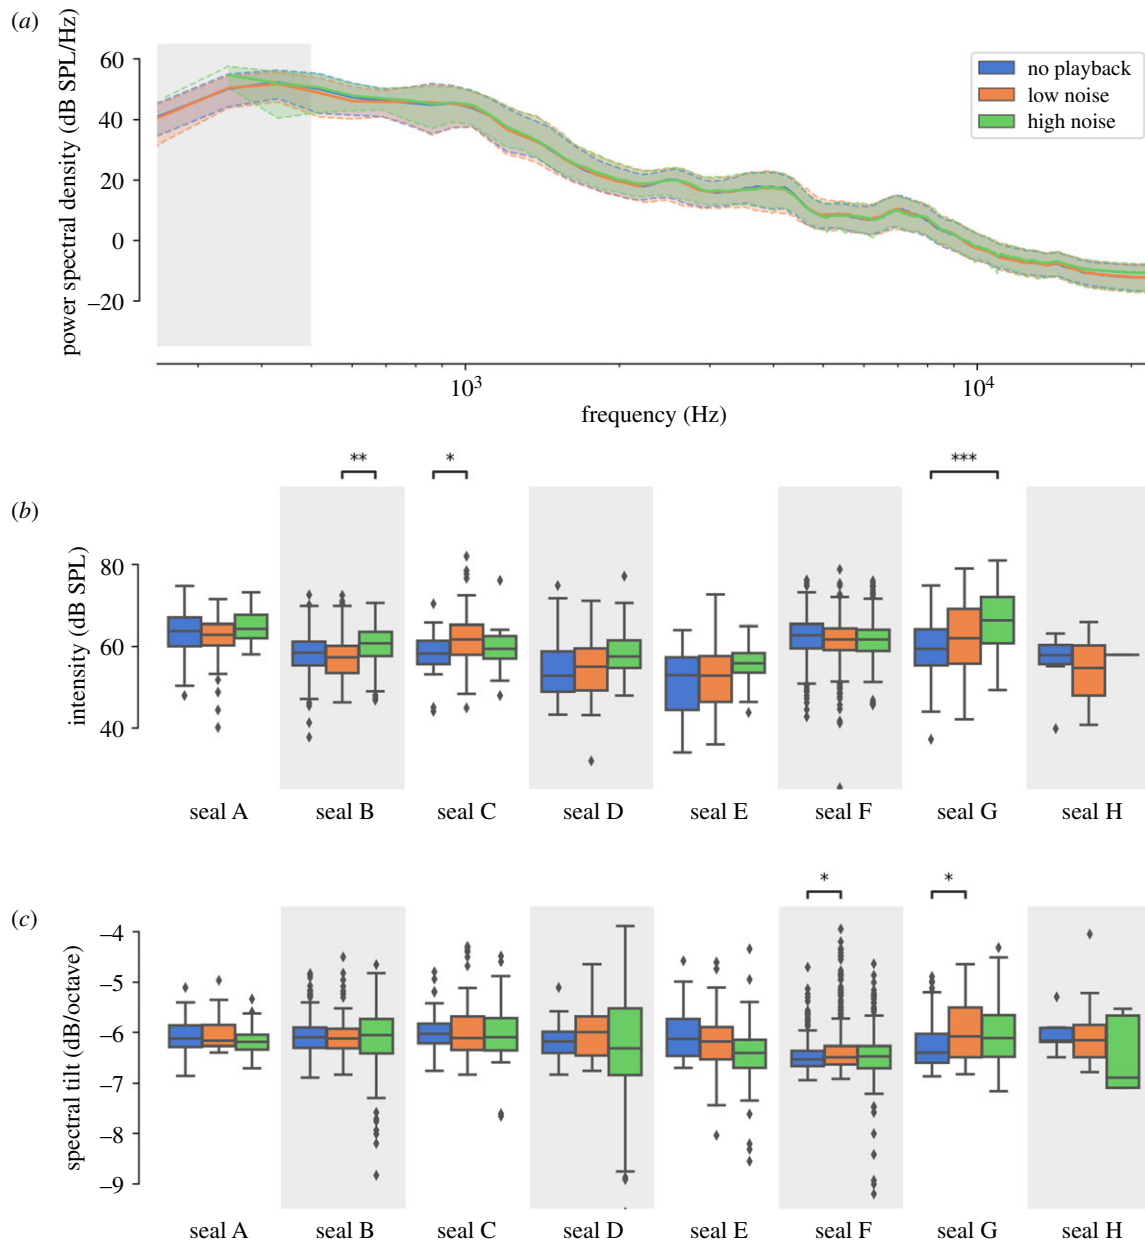 (a)
power spectral density (dB SPL/Hz)
60
40
20
0
–20
no playback
low noise
high noise
10³
10⁴
frequency (Hz)
** * ***
(b)
intensity (dB SPL)
80
60
40
seal A seal B seal C seal D seal E seal F seal G seal H
* *
(c)
spectral tilt (dB/octave)
–4
–5
–6
–7
–8
–9
seal A seal B seal C seal D seal E seal F seal G seal H